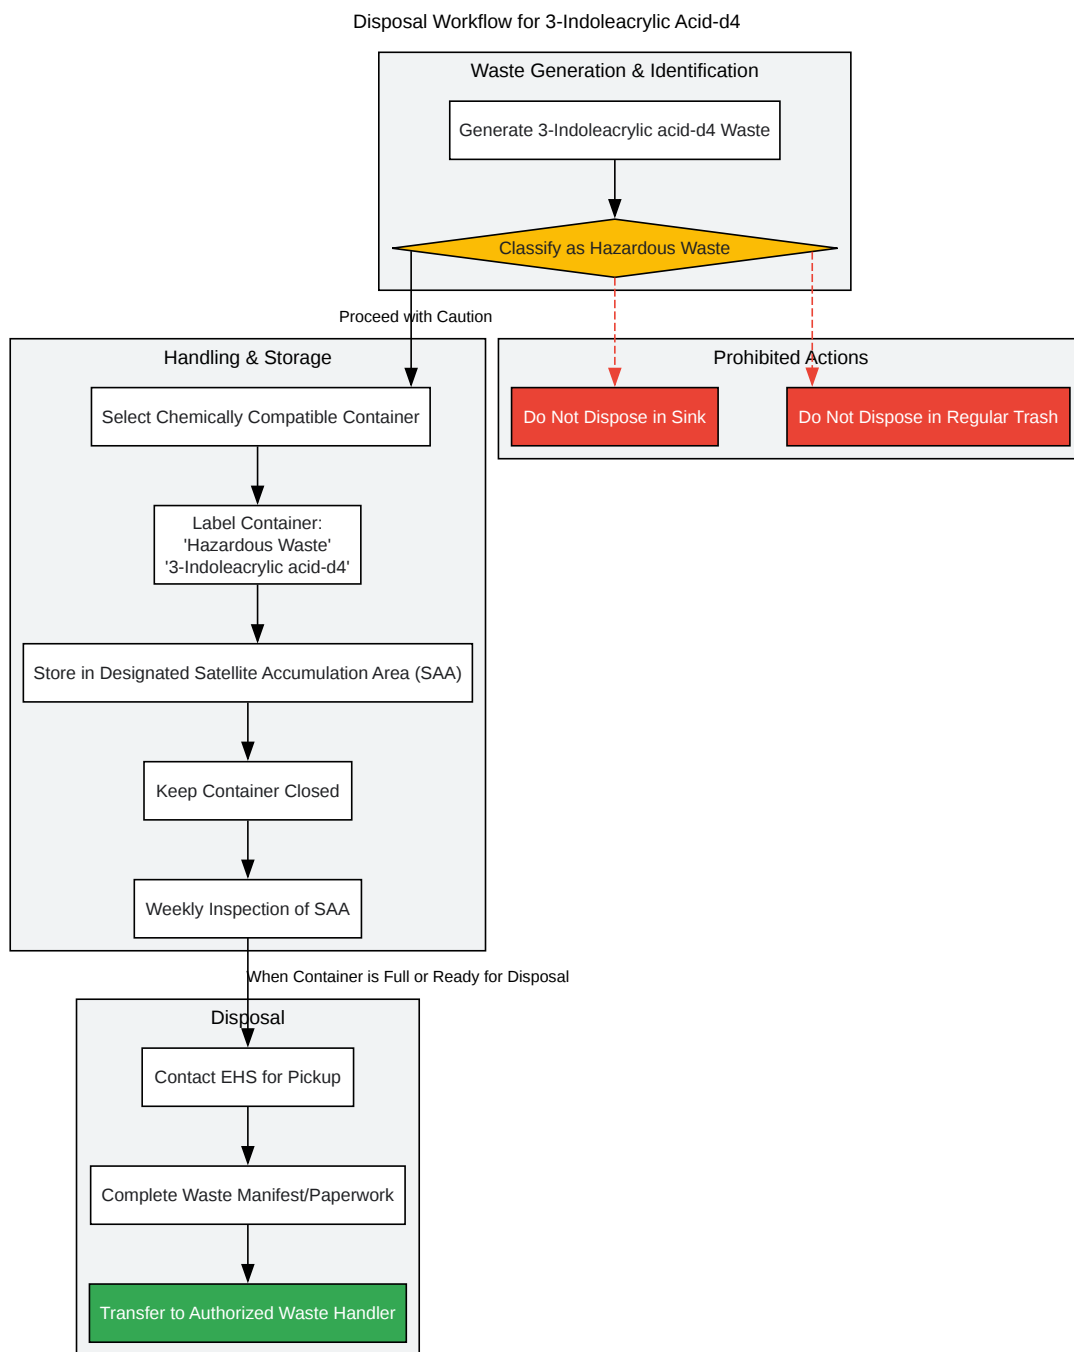 Disposal Workflow for 3-Indoleacrylic Acid-d4
Waste Generation & Identification
Generate 3-Indoleacrylic acid-d4 Waste
Classify as Hazardous Waste
Proceed with Caution
Handling & Storage
Prohibited Actions
Select Chemically Compatible Container
Do Not Dispose in Sink
Do Not Dispose in Regular Trash
Label Container:
'Hazardous Waste'
'3-Indoleacrylic acid-d4'
Store in Designated Satellite Accumulation Area (SAA)
Keep Container Closed
Weekly Inspection of SAA
When Container is Full or Ready for Disposal
Disposal
Contact EHS for Pickup
Complete Waste Manifest/Paperwork
Transfer to Authorized Waste Handler